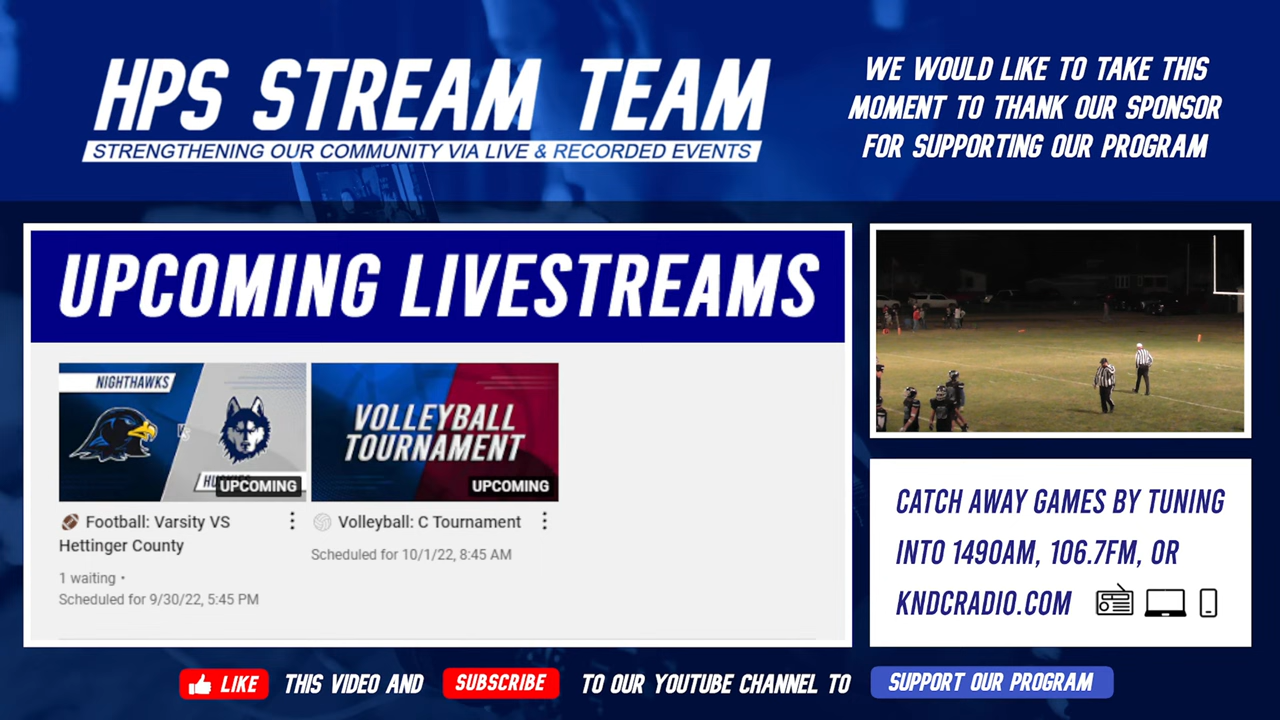 HPS STREAM TEAM
STRENGTHENING OUR COMMUNITY VIA LIVE & RECORDED EVENTS
WE WOULD LIKE TO TAKE THIS
MOMENT TO THANK OUR SPONSOR
FOR SUPPORTING OUR PROGRAM
UPCOMING LIVESTREAMS
NIGHTHAWKS
VS
UPCOMING
Football: Varsity VS
Hettinger County
1 waiting •
Scheduled for 9/30/22, 5:45 PM
VOLLEYBALL
TOURNAMENT
UPCOMING
Volleyball: C Tournament
Scheduled for 10/1/22, 8:45 AM
CATCH AWAY GAMES BY TUNING
INTO 1490AM, 106.7FM, OR
KNDCRADIO.COM
LIKE THIS VIDEO AND SUBSCRIBE TO OUR YOUTUBE CHANNEL TO SUPPORT OUR PROGRAM